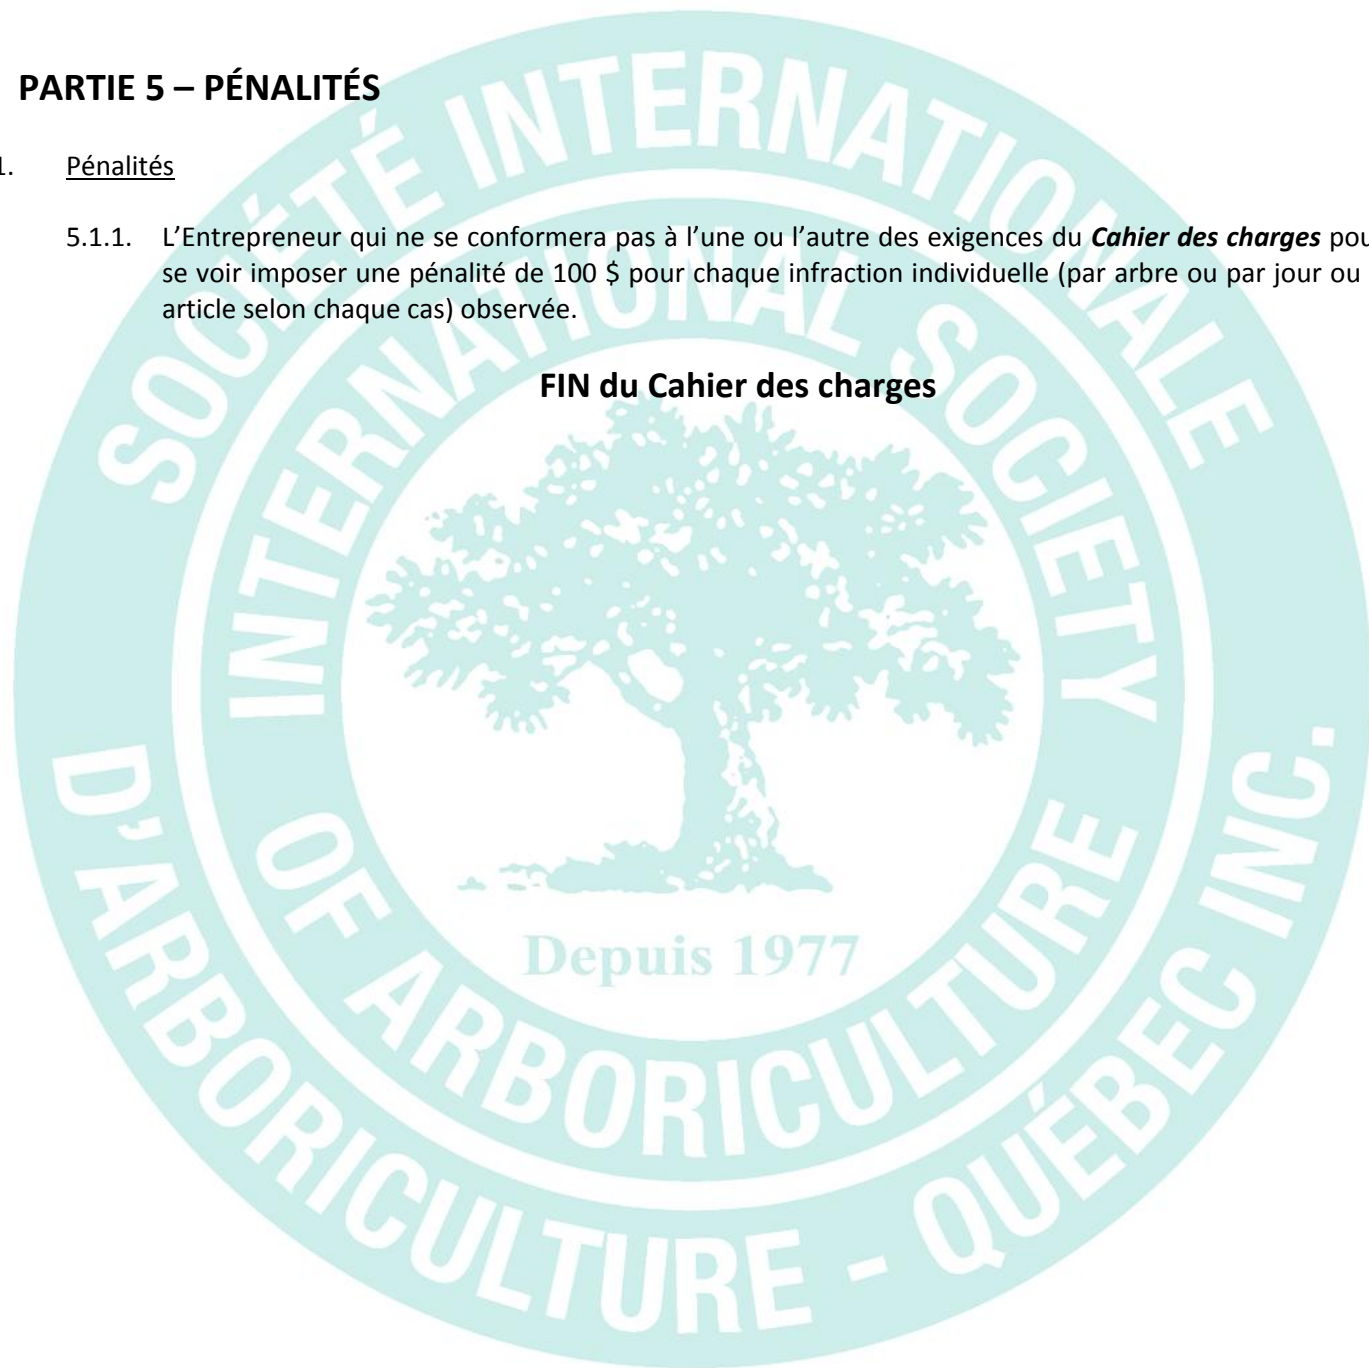 PARTIE 5 – PÉNALITÉS
1. Pénalités
5.1.1. L’Entrepreneur qui ne se conformera pas à l’une ou l’autre des exigences du Cahier des charges
se voir imposer une pénalité de 100 $ pour chaque infraction individuelle (par arbre ou par jour ou
article selon chaque cas) observée.
FIN du Cahier des charges
SOCIÉTÉ INTERNATIONALE
D’ARBORICULTURE - QUÉBEC INC.
INTERNATIONAL SOCIETY
OF ARBORICULTURE
Depuis 1977